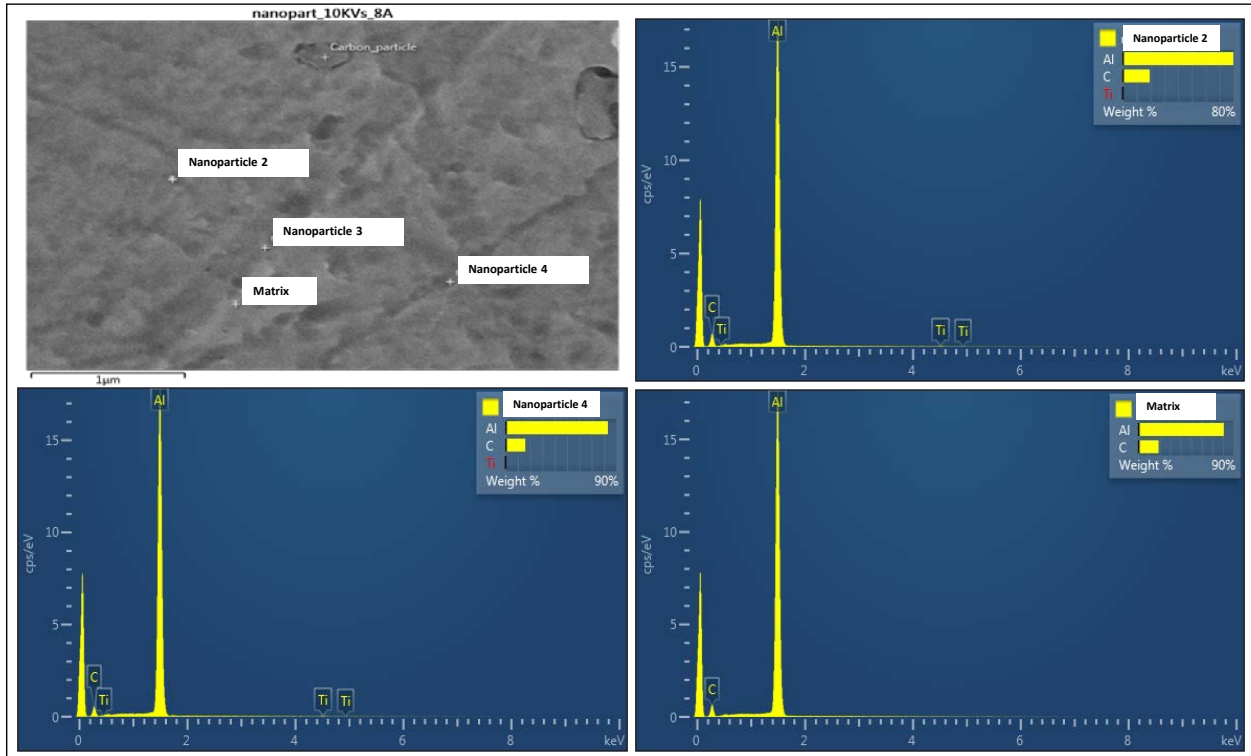 nanopart_10KVs_8A
Carbon_particle
Nanoparticle 2
Nanoparticle 3
Nanoparticle 4
Matrix
1µm
Al
Nanoparticle 2
Al
C
Ti
Weight % 80%
15
10
5
0
cps/eV
C
Ti
Ti
Ti
0 2 4 6 8 keV
Al
Nanoparticle 4
Al
C
Ti
Weight % 90%
15
10
5
0
cps/eV
C
Ti
Ti
Ti
0 2 4 6 8 keV
Al
Matrix
Al
C
Weight % 90%
15
10
5
0
cps/eV
C
0 2 4 6 8 keV